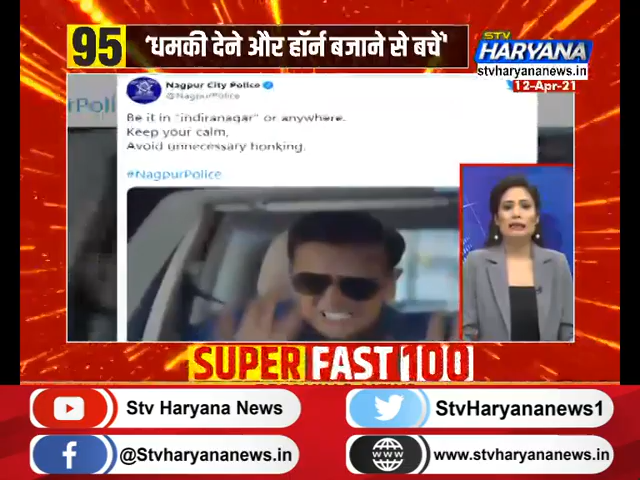 95
'धमकी देने और हॉर्न बजाने से बचें'
STV
HARYANA
stvharyananews.in
12-Apr-21
Nagpur City Police
@NagpurPolice
Be it in "indiranagar" or anywhere.
Keep your calm,
Avoid unnecessary honking.
#NagpurPolice
SUPER FAST 100
Stv Haryana News
StvHaryananews1
@Stvharyananews.in
www.stvharyananews.in